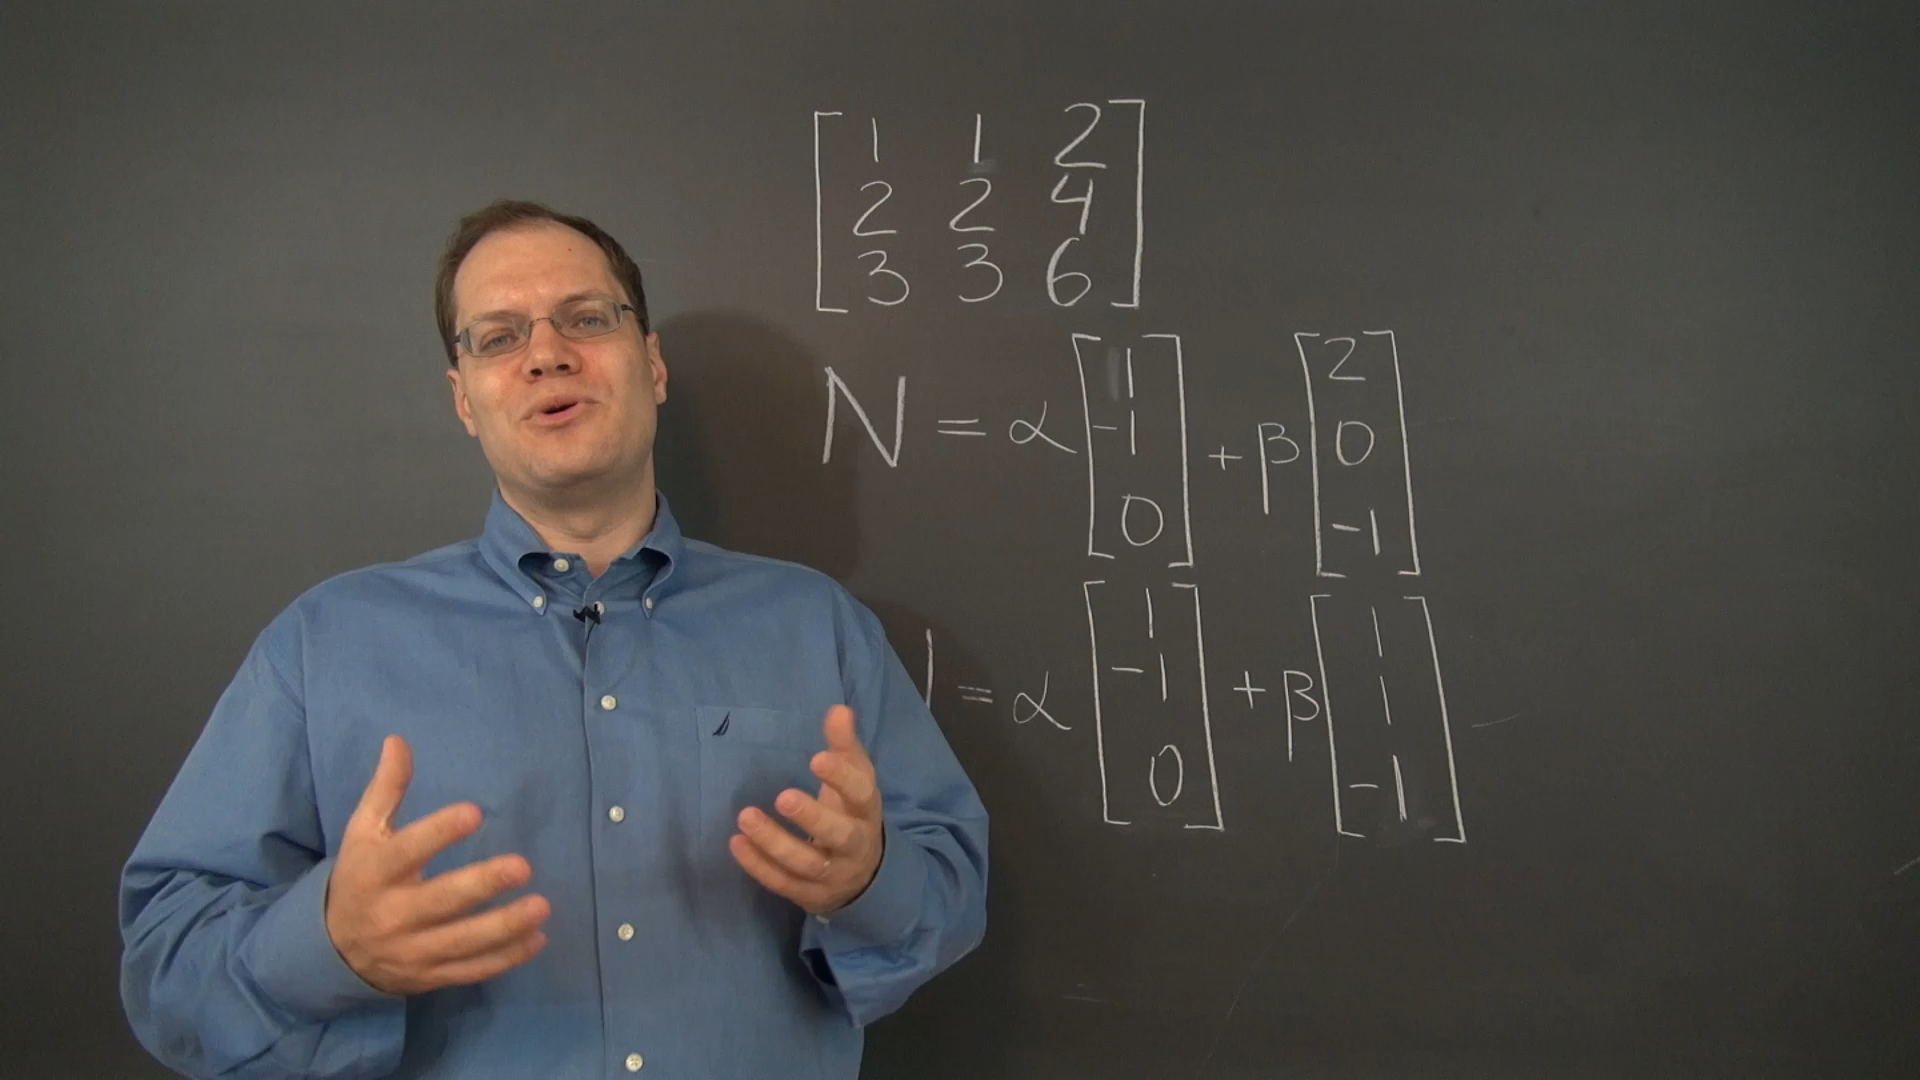 1 1 2
2 2 4
3 3 6
N = α [1 -1 0] + β [2 0 -1]
= α [1 -1 0] + β [1 1 -1]